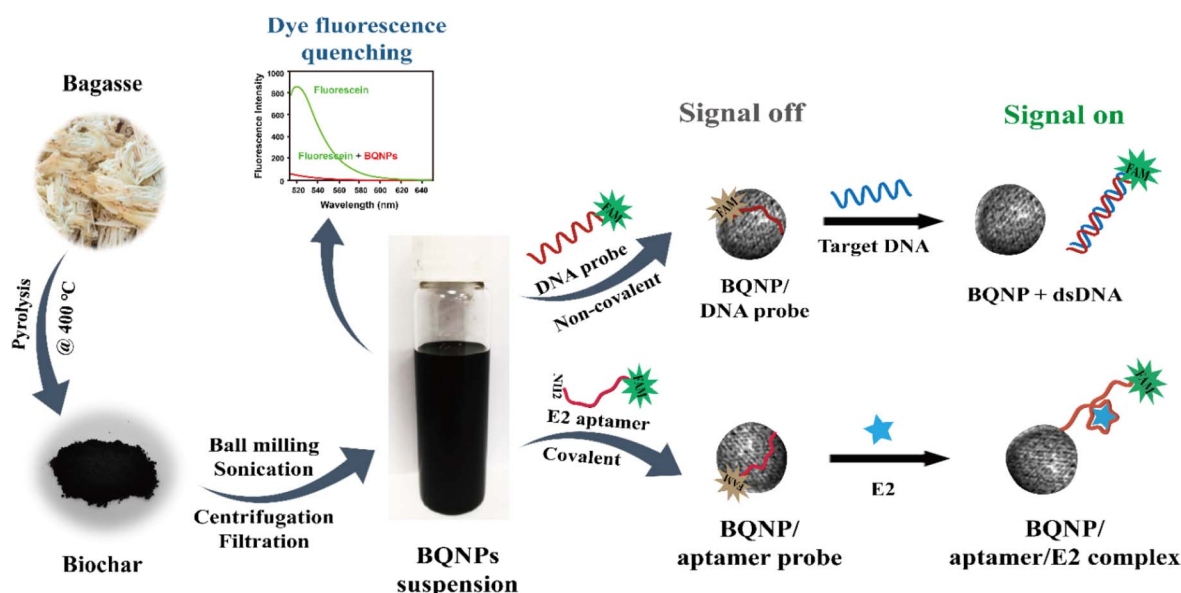 Bagasse
Pyrolysis
@ 400 °C
Biochar
Ball milling
Sonication
Centrifugation
Filtration
Dye fluorescence
quenching
Fluorescence Intensity
1000
800
600
400
200
0
Fluorescein
Fluorescein + BQNPs
520 540 560 580 600 620 640
Wavelength (nm)
BQNPs
suspension
FAM
DNA probe
Non-covalent
NH2
FAM
E2 aptamer
Covalent
Signal off
FAM
BQNP/
DNA probe
Target DNA
Signal on
FAM
BQNP + dsDNA
FAM
BQNP/
aptamer probe
E2
FAM
BQNP/
aptamer/E2 complex